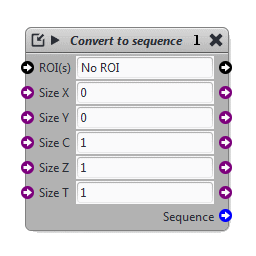 Convert to sequence 1
ROI(s) No ROI
Size X 0
Size Y 0
Size C 1
Size Z 1
Size T 1
Sequence